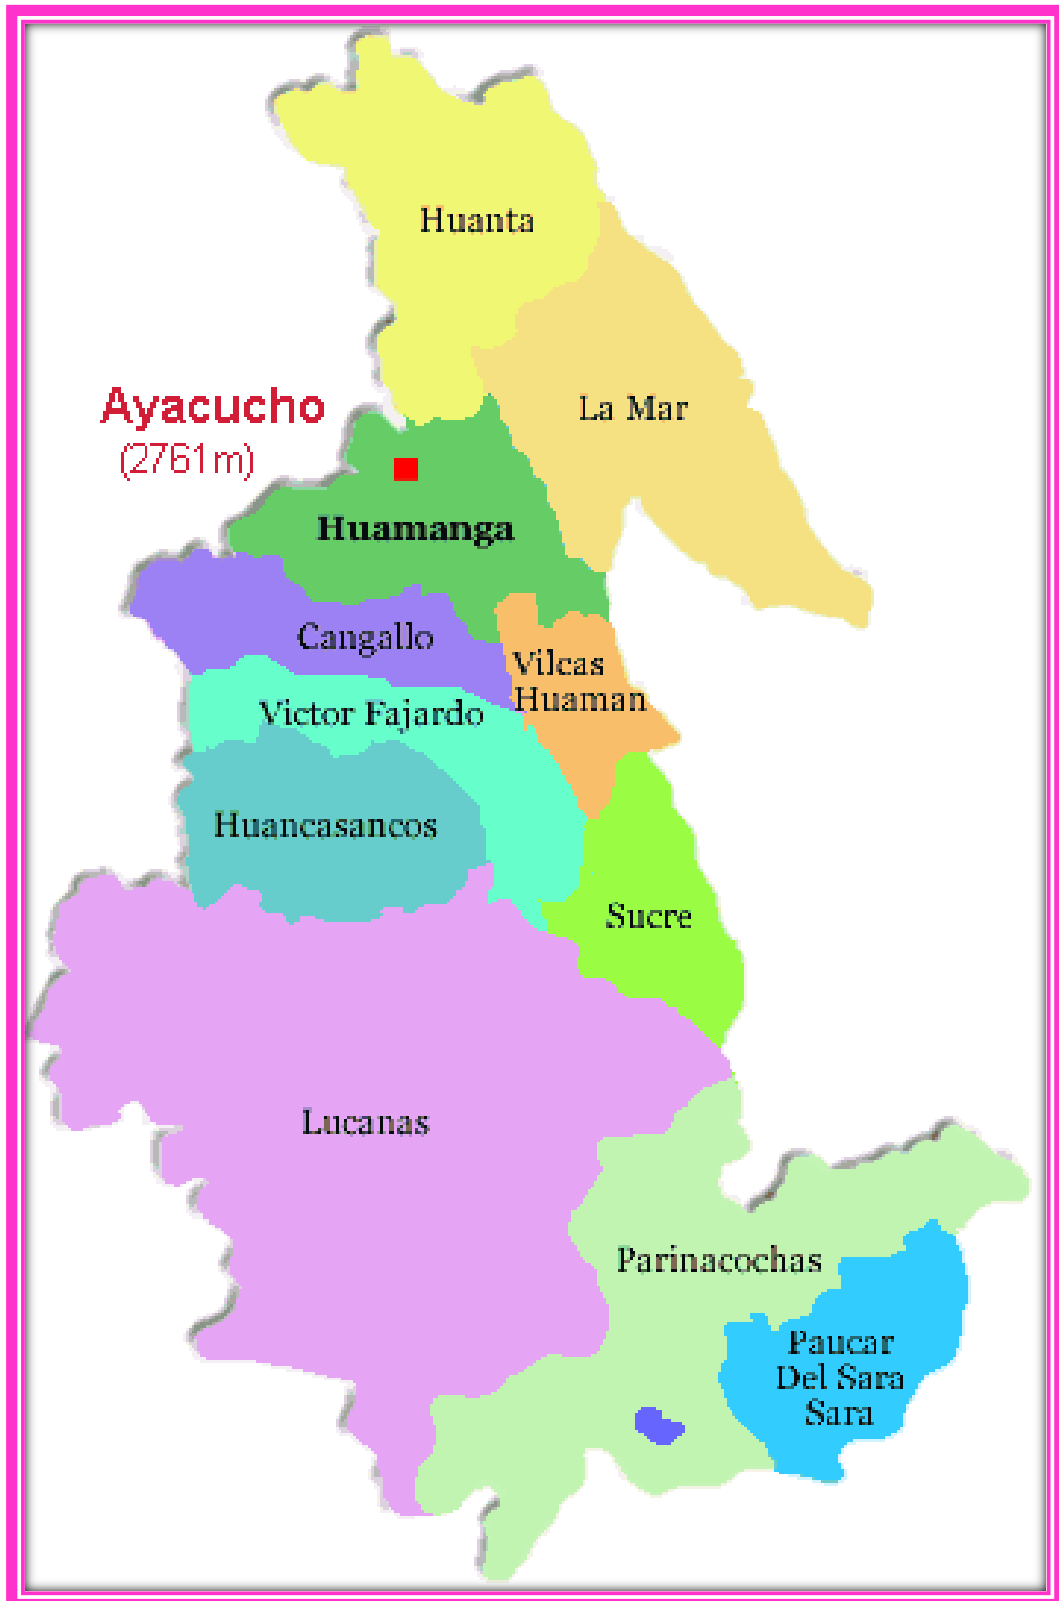 Huanta
La Mar
Ayacucho
(2761m)
Huamanga
Cangallo
Vilcas
Huaman
Victor Fajardo
Huancasancos
Sucre
Lucanas
Parinacochas
Paucar
Del Sara
Sara